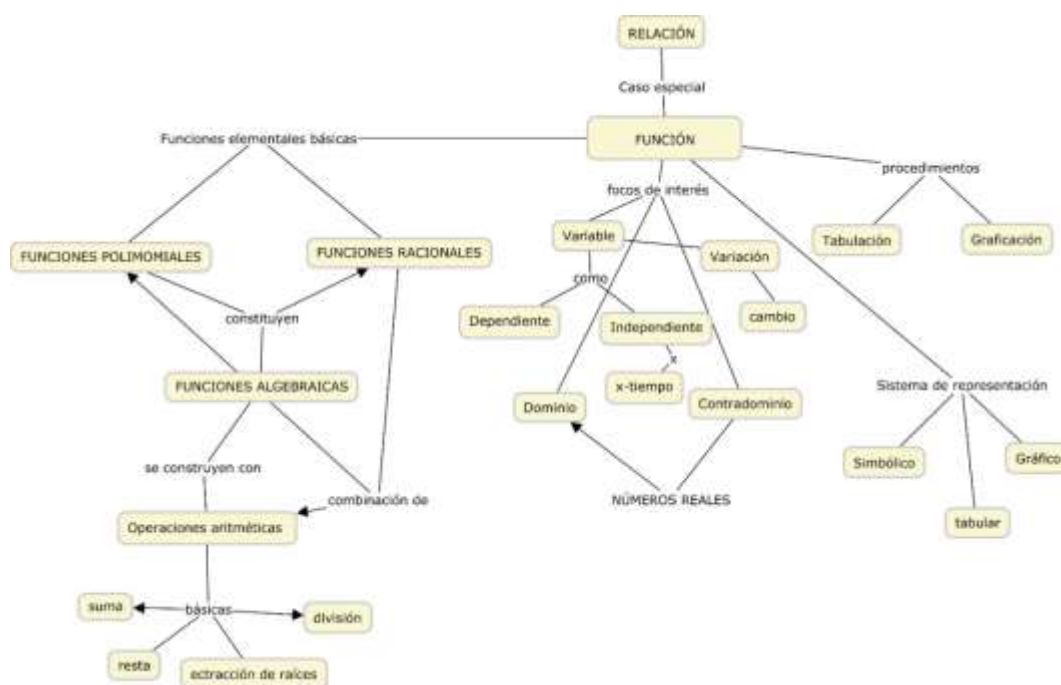 RELACIÓN
Caso especial
Funciones elementales básicas
FUNCIÓN
procedimientos
focos de interés
Tabulación
Graficación
Variable
FUNCIONES POLIMOMIALES
FUNCIONES RACIONALES
Variación
como
constituyen
Dependiente
Independiente
cambio
x
FUNCIONES ALGEBRAICAS
x-tiempo
Sistema de representación
Dominio
Contradominio
Simbólico
Gráfico
se construyen con
combinación de
NÚMEROS REALES
Operaciones aritméticas
tabular
suma
básicas
división
resta
ectracción de raíces